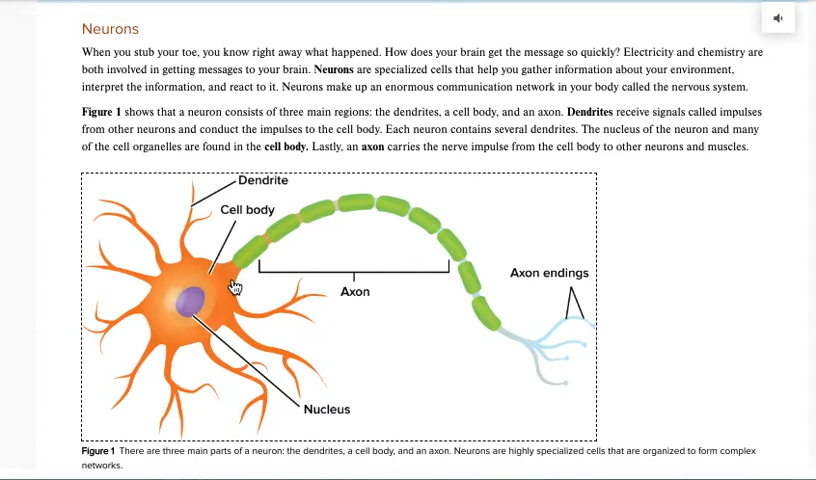 Neurons
When you stub your toe, you know right away what happened. How does your brain get the message so quickly? Electricity and chemistry are
both involved in getting messages to your brain. Neurons are specialized cells that help you gather information about your environment,
interpret the information, and react to it. Neurons make up an enormous communication network in your body called the nervous system.
Figure 1 shows that a neuron consists of three main regions: the dendrites, a cell body, and an axon. Dendrites receive signals called impulses
from other neurons and conduct the impulses to the cell body. Each neuron contains several dendrites. The nucleus of the neuron and many
of the cell organelles are found in the cell body. Lastly, an axon carries the nerve impulse from the cell body to other neurons and muscles.
Dendrite
Cell body
Axon endings
Axon
Nucleus
Figure 1 There are three main parts of a neuron: the dendrites, a cell body, and an axon. Neurons are highly specialized cells that are organized to form complex
networks.